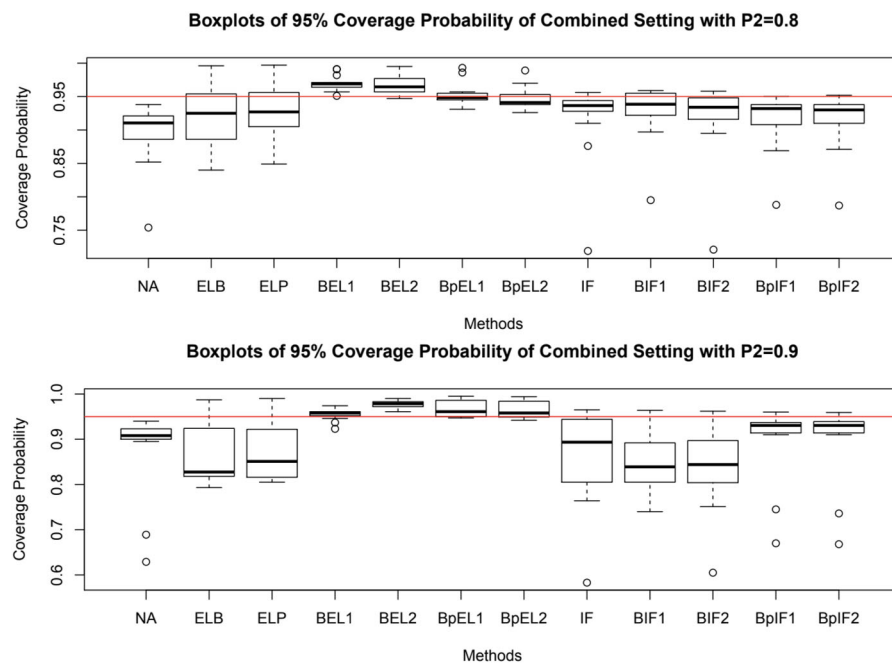 Boxplots of 95% Coverage Probability of Combined Setting with P2=0.8
Coverage Probability
0.95
0.85
0.75
NA ELB ELP BEL1 BEL2 BpEL1 BpEL2 IF BIF1 BIF2 BpIF1 BpIF2
Methods
Boxplots of 95% Coverage Probability of Combined Setting with P2=0.9
Coverage Probability
1.0
0.9
0.8
0.7
0.6
NA ELB ELP BEL1 BEL2 BpEL1 BpEL2 IF BIF1 BIF2 BpIF1 BpIF2
Methods